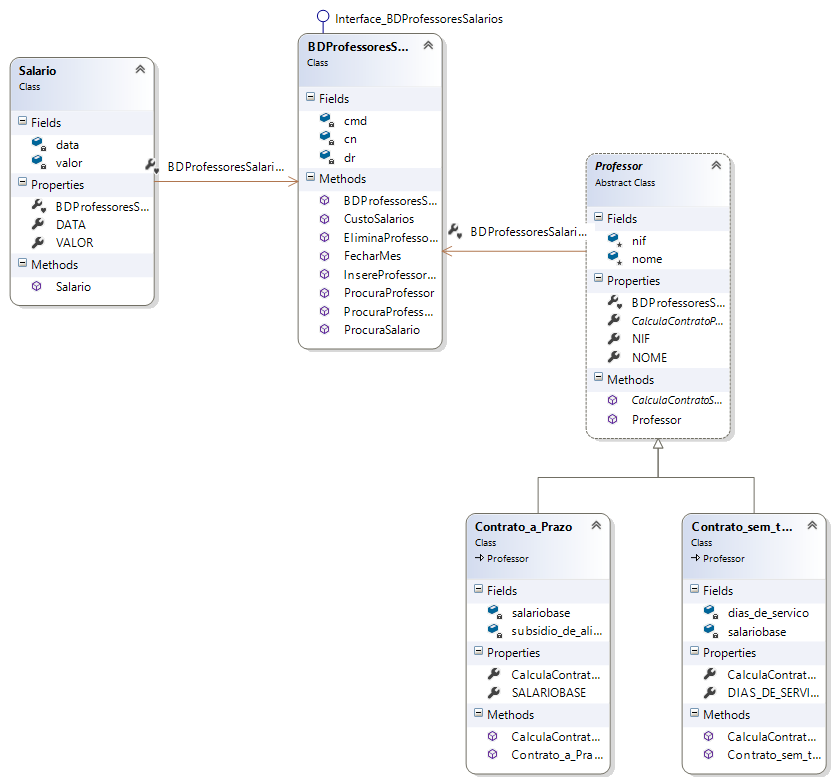 Interface_BDProfessoresSalarios
BDProfessoresS...
Class
Fields
cmd
cn
dr
Methods
BDProfessoresS...
CustoSalarios
EliminaProfesso...
FecharMes
InsereProfessor...
ProcuraProfessor
ProcuraProfess...
ProcuraSalario
Salario
Class
Fields
data
valor
Properties
BDProfessoresS...
DATA
VALOR
Methods
Salario
BDProfessoresSalari...
BDProfessoresSalari...
Professor
Abstract Class
Fields
nif
nome
Properties
BDProfessoresS...
CalculaContratoP...
NIF
NOME
Methods
CalculaContratoS...
Professor
Contrato_a_Prazo
Class
Professor
Fields
salariobase
subsidio_de_ali...
Properties
CalculaContrat...
SALARIOBASE
Methods
CalculaContrat...
Contrato_a_Pra...
Contrato_sem_t...
Class
Professor
Fields
dias_de_servico
salariobase
Properties
CalculaContrat...
DIAS_DE_SERVI...
Methods
CalculaContrat...
Contrato_sem_t...